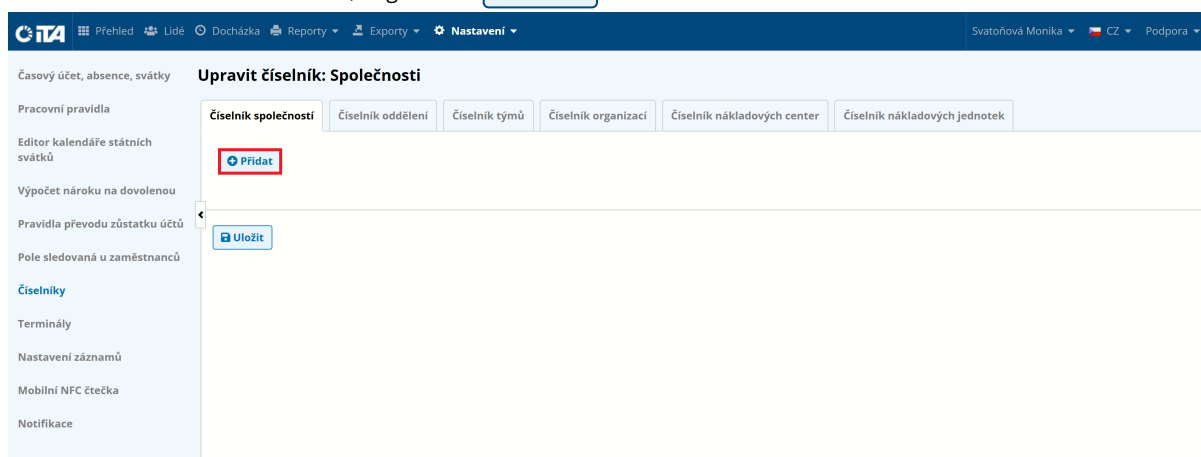 iTA Přehled Lidé Docházka Reporty Exporty Nastavení Svatoňová Monika CZ Podpora
Časový účet, absence, svátky
Pracovní pravidla
Editor kalendáře státních
svátků
Výpočet nároku na dovolenou
Pravidla převodu zůstatku účtů
Pole sledovaná u zaměstnanců
Číselníky
Terminály
Nastavení záznamů
Mobilní NFC čtečka
Notifikace
Upravit číselník: Společnosti
Číselník společností Číselník oddělení Číselník týmů Číselník organizací Číselník nákladových center Číselník nákladových jednotek
Přidat
Uložit